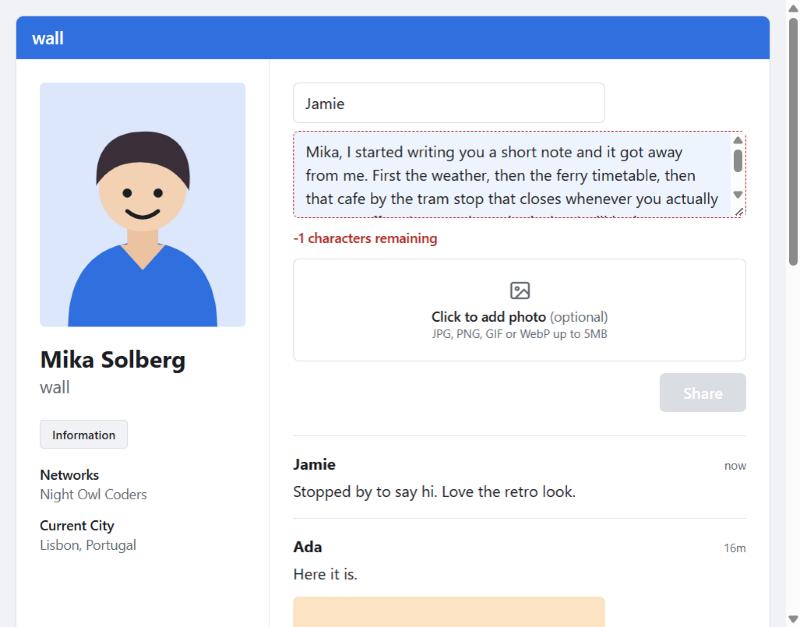 wall
Mika Solberg
wall
Information
Networks
Night Owl Coders
Current City
Lisbon, Portugal
Jamie
Mika, I started writing you a short note and it got away
from me. First the weather, then the ferry timetable, then
that cafe by the tram stop that closes whenever you actually
-1 characters remaining
Click to add photo (optional)
JPG, PNG, GIF or WebP up to 5MB
Share
Jamie
now
Stopped by to say hi. Love the retro look.
Ada
16m
Here it is.